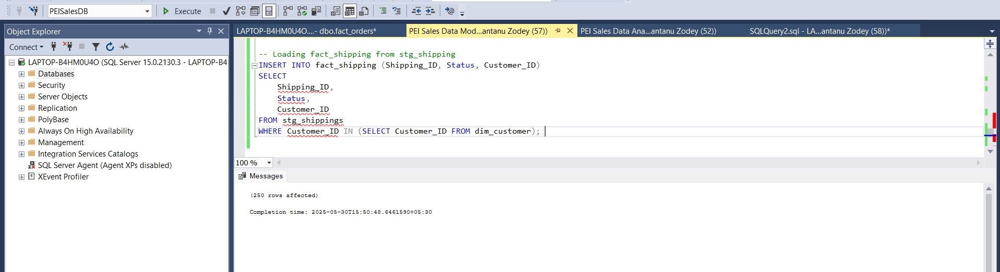 PEISalesDB
Execute
Object Explorer
Connect
LAPTOP-B4HM0U4O (SQL Server 15.0.2130.3 - LAPTOP-B4
Databases
Security
Server Objects
Replication
PolyBase
Always On High Availability
Management
Integration Services Catalogs
SQL Server Agent (Agent XPs disabled)
XEvent Profiler
LAPTOP-B4HM0U4O....- dbo.fact_orders*
PEI Sales Data Mod...antanu Zodey (57))
PEI Sales Data Ana...antanu Zodey (52))
SQLQuery2.sql - LA...antanu Zodey (58))*
-- Loading fact_shipping from stg_shipping
INSERT INTO fact_shipping (Shipping_ID, Status, Customer_ID)
SELECT
Shipping_ID,
Status,
Customer_ID
FROM stg_shippings
WHERE Customer_ID IN (SELECT Customer_ID FROM dim_customer);
100 %
Messages
(250 rows affected)
Completion time: 2025-05-30T15:50:48.6461590+05:30